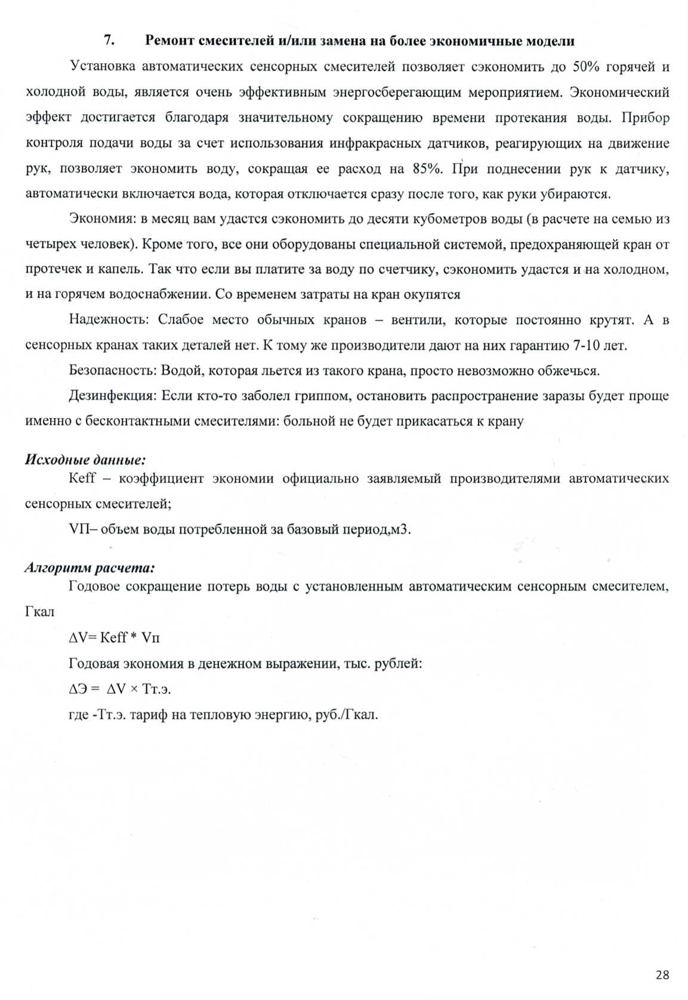 7. Ремонт смесителей и/или замена на более экономичные модели
Установка автоматических сенсорных смесителей позволяет сэкономить до 50% горячей и
холодной воды, является очень эффективным энергосберегающим мероприятием. Экономический
эффект достигается благодаря значительному сокращению времени протекания воды. Прибор
контроля подачи воды за счет использования инфракрасных датчиков, реагирующих на движение
рук, позволяет экономить воду, сокращая ее расход на 85%. При поднесении рук к датчику,
автоматически включается вода, которая отключается сразу после того, как руки убираются.
Экономия: в месяц вам удастся сэкономить до десяти кубометров воды (в расчете на семью из
четырех человек). Кроме того, все они оборудованы специальной системой, предохраняющей кран от
протечек и капель. Так что если вы платите за воду по счетчику, сэкономить удастся и на холодном,
и на горячем водоснабжении. Со временем затраты на кран окупятся
Надежность: Слабое место обычных кранов – вентили, которые постоянно крутят. А в
сенсорных кранах таких деталей нет. К тому же производители дают на них гарантию 7-10 лет.
Безопасность: Водой, которая льется из такого крана, просто невозможно обжечься.
Дезинфекция: Если кто-то заболел гриппом, остановить распространение заразы будет проще
именно с бесконтактными смесителями: больной не будет прикасаться к крану
Исходные данные:
Keff – коэффициент экономии официально заявляемый производителями автоматических
сенсорных смесителей;
VП– объем воды потребленной за базовый период,м3.
Алгоритм расчета:
Годовое сокращение потерь воды с установленным автоматическим сенсорным смесителем,
Гкал
ΔV= Keff * Vп
Годовая экономия в денежном выражении, тыс. рублей:
ΔЭ = ΔV × Тт.э.
где -Тт.э. тариф на тепловую энергию, руб./Гкал.
28